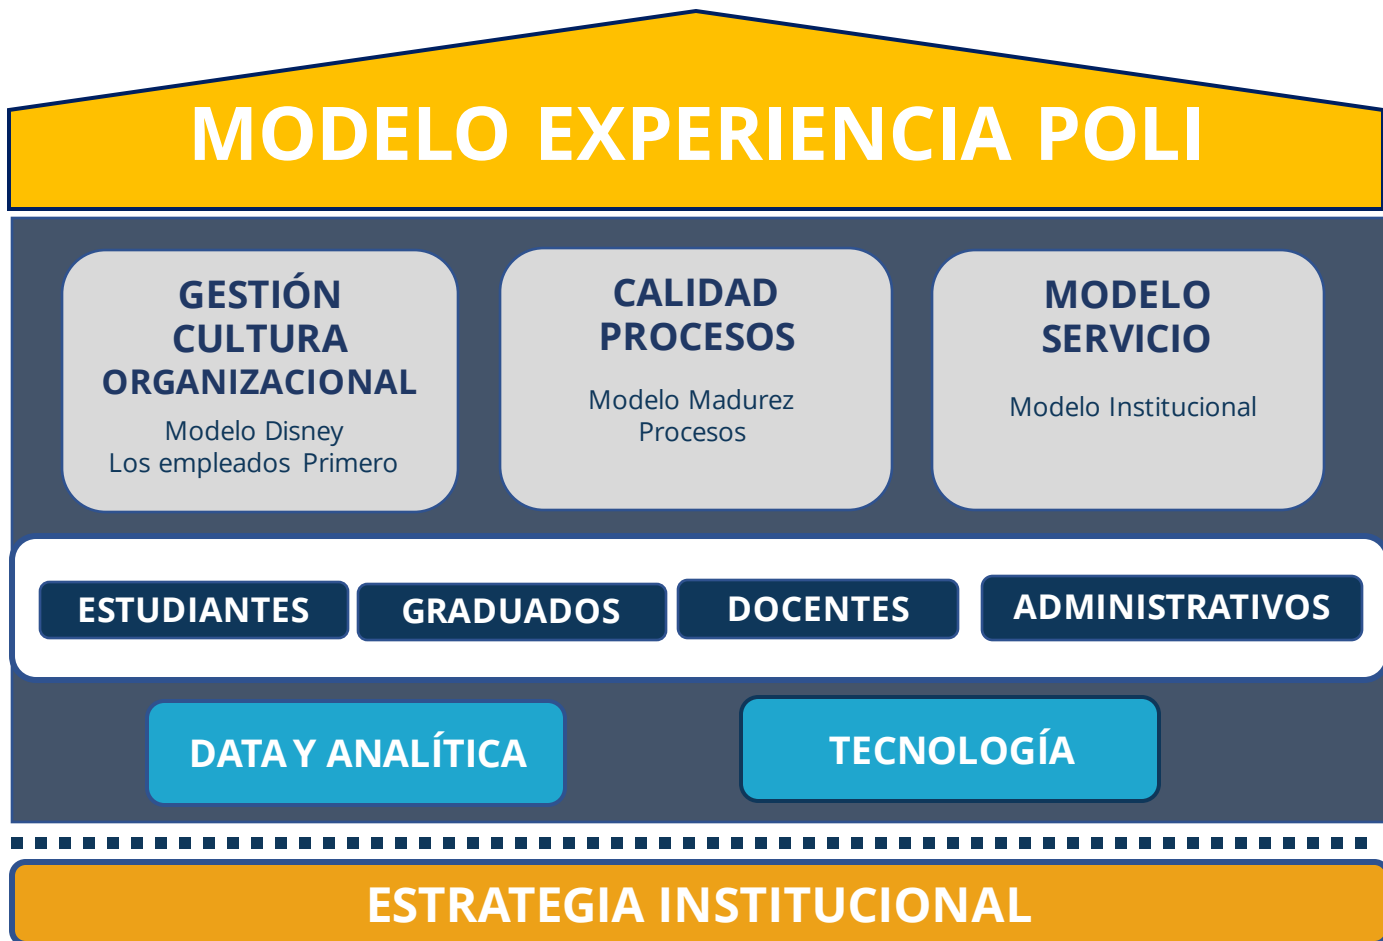 MODELO EXPERIENCIA POLI
GESTIÓN
CULTURA
ORGANIZACIONAL
Modelo Disney
Los empleados Primero
CALIDAD
PROCESOS
Modelo Madurez
Procesos
MODELO
SERVICIO
Modelo Institucional
ESTUDIANTES
GRADUADOS
DOCENTES
ADMINISTRATIVOS
DATA Y ANALÍTICA
TECNOLOGÍA
ESTRATEGIA INSTITUCIONAL